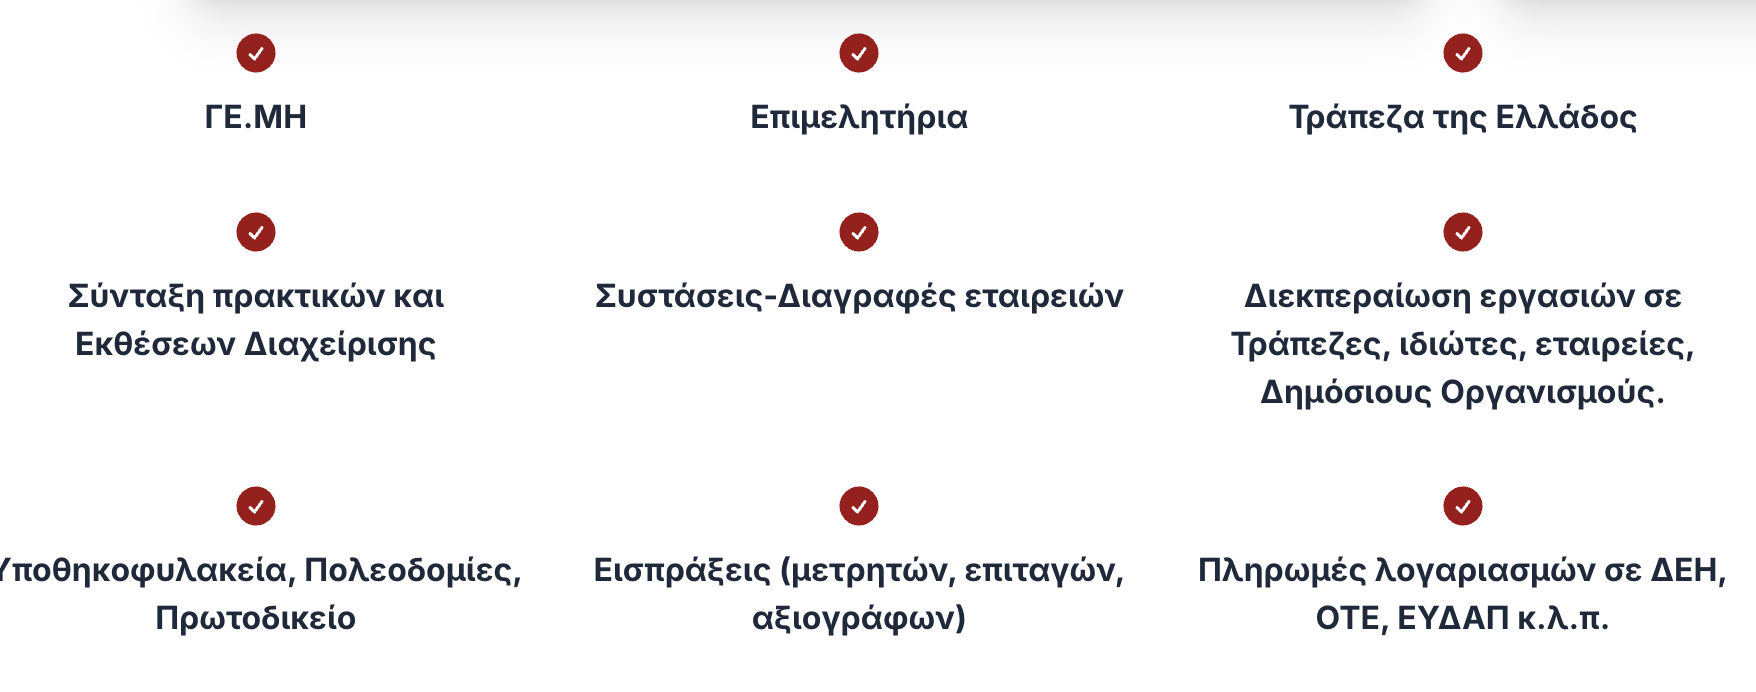 ΓΕ.ΜΗ
Επιμελητήρια
Τράπεζα της Ελλάδος
Σύνταξη πρακτικών και
Εκθέσεων Διαχείρισης
Συστάσεις-Διαγραφές εταιρειών
Διεκπεραίωση εργασιών σε
Τράπεζες, ιδιώτες, εταιρείες,
Δημόσιους Οργανισμούς.
Υποθηκοφυλακεία, Πολεοδομίες,
Πρωτοδικείο
Εισπράξεις (μετρητών, επιταγών,
αξιογράφων)
Πληρωμές λογαριασμών σε ΔΕΗ,
ΟΤΕ, ΕΥΔΑΠ κ.λ.π.